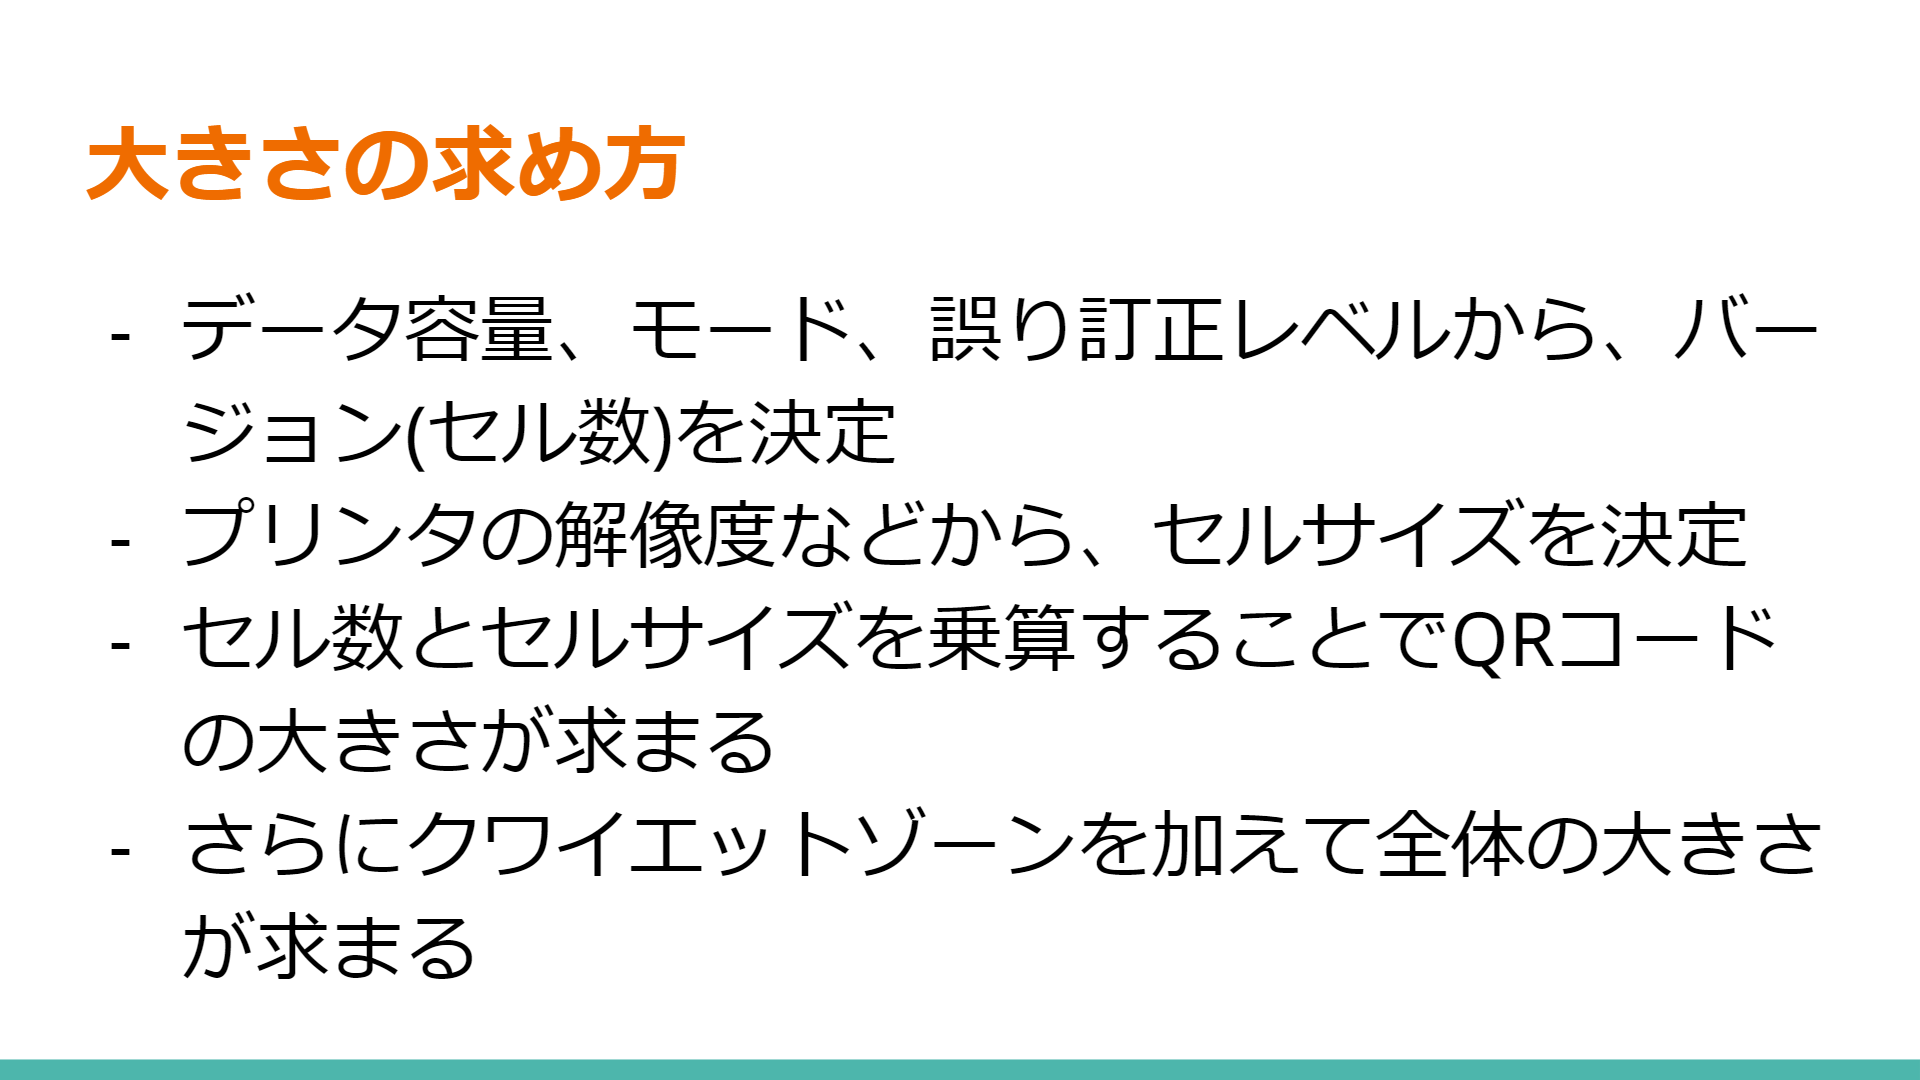 大きさの求め方
- データ容量、モード、誤り訂正レベルから、バー
ジョン(セル数)を決定
- プリンタの解像度などから、セルサイズを決定
- セル数とセルサイズを乗算することでQRコード
の大きさが求まる
- さらにクワイエットゾーンを加えて全体の大きさ
が求まる